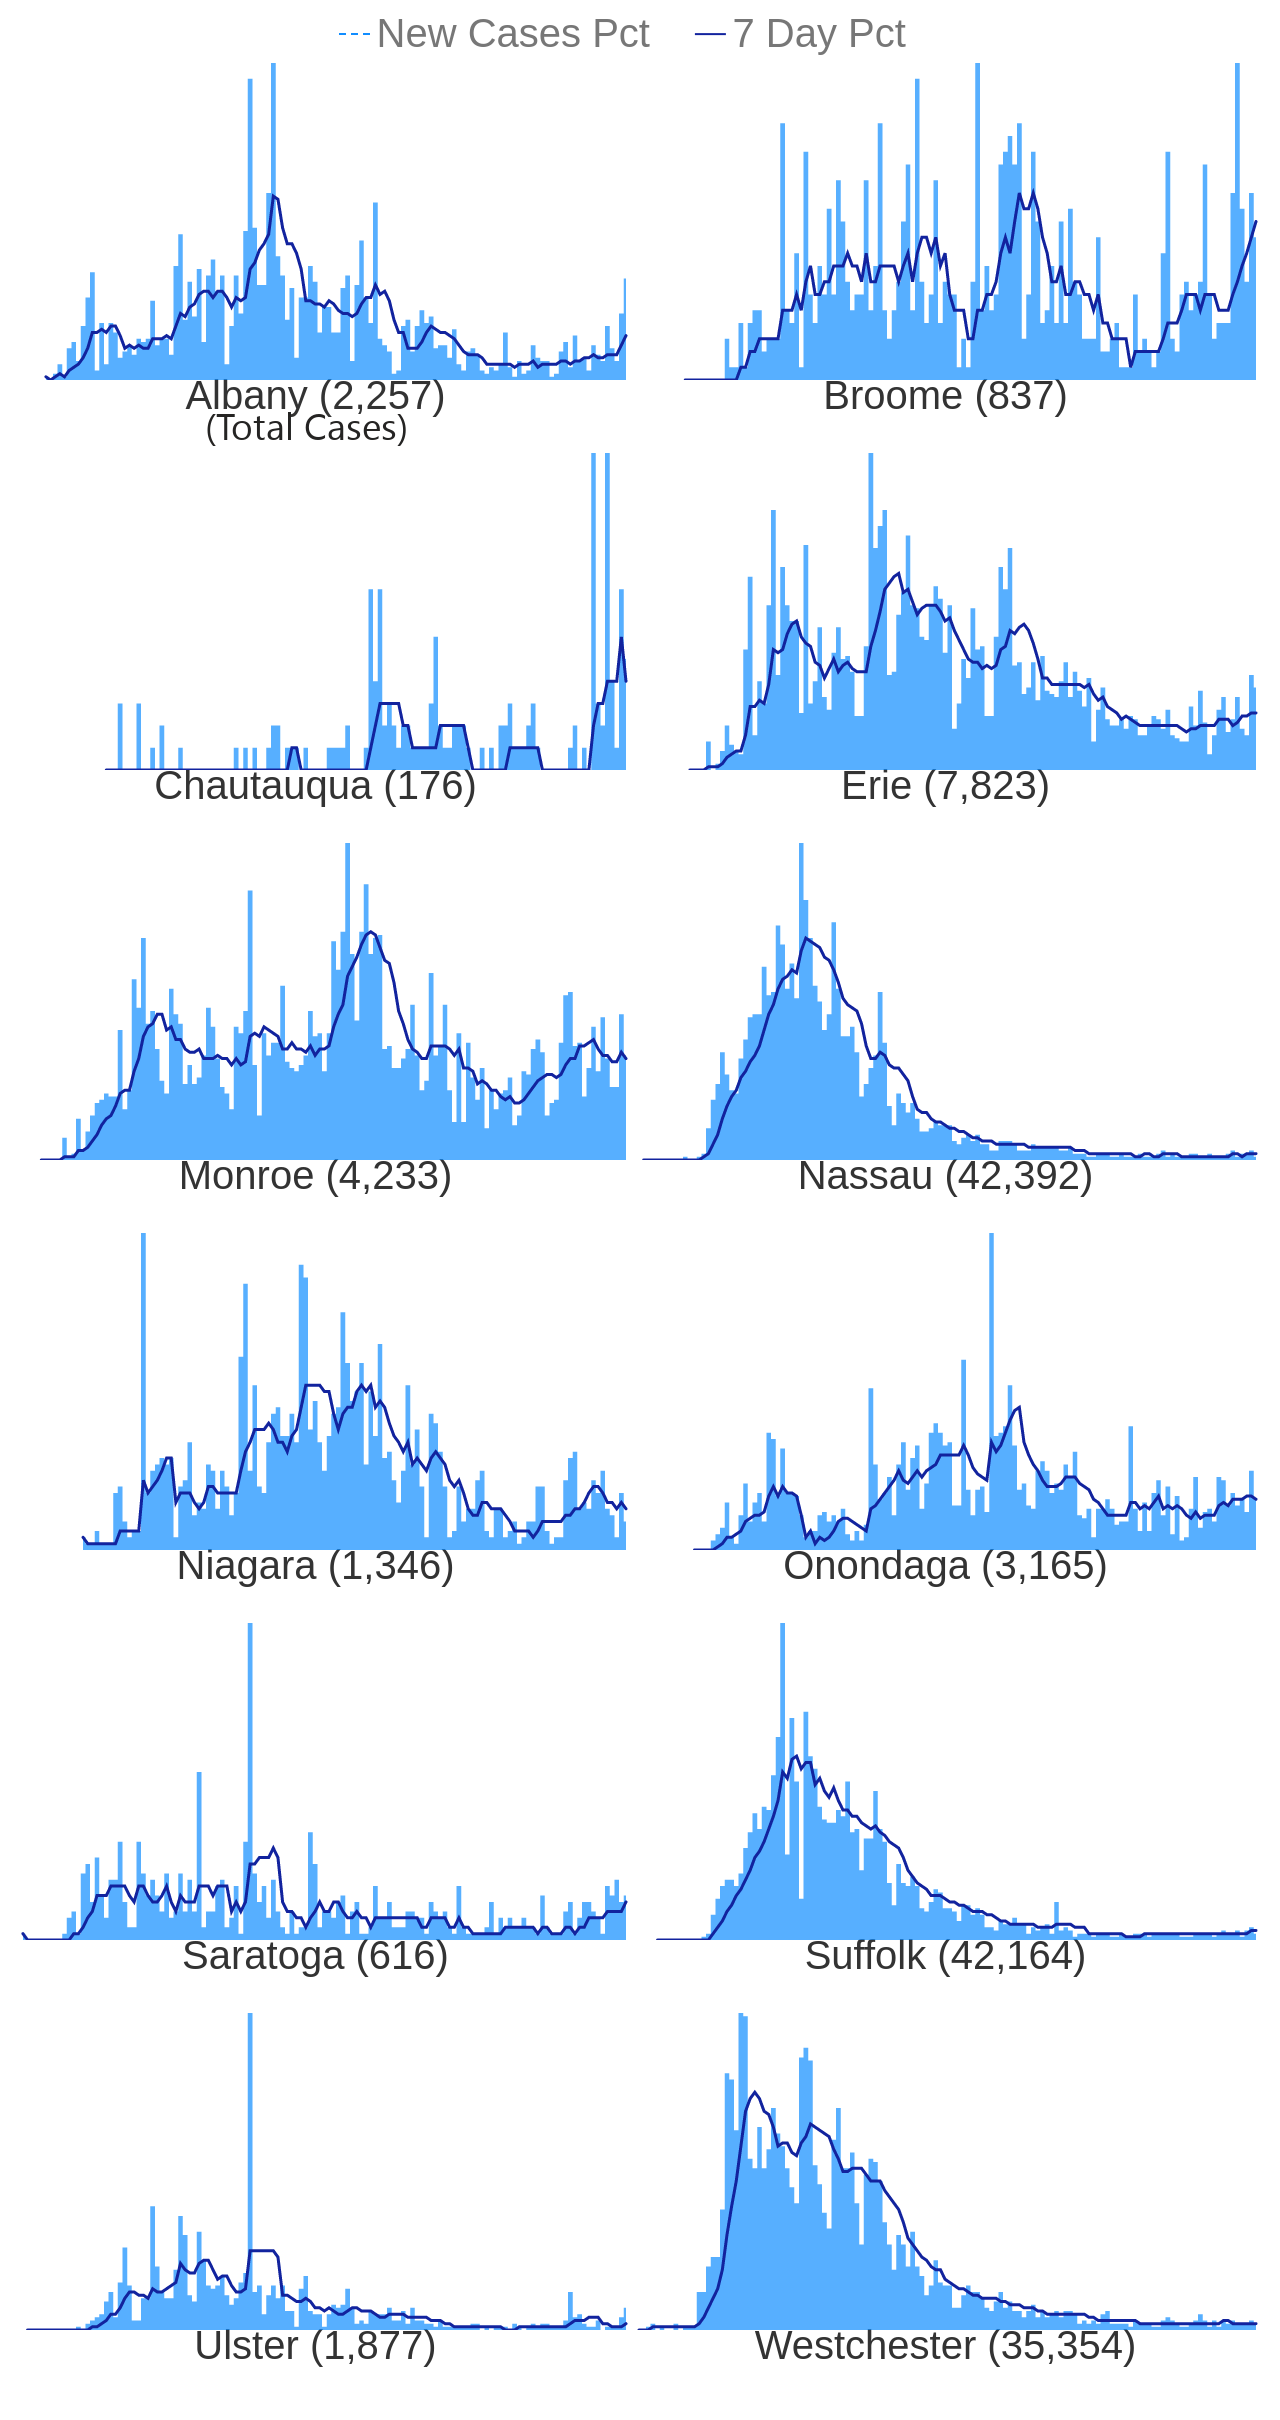 New Cases Pct 7 Day Pct
Albany (2,257) Broome (837)
(Total Cases)
Chautauqua (176) Erie (7,823)
Monroe (4,233) Nassau (42,392)
Niagara (1,346) Onondaga (3,165)
Saratoga (616) Suffolk (42,164)
Ulster (1,877) Westchester (35,354)